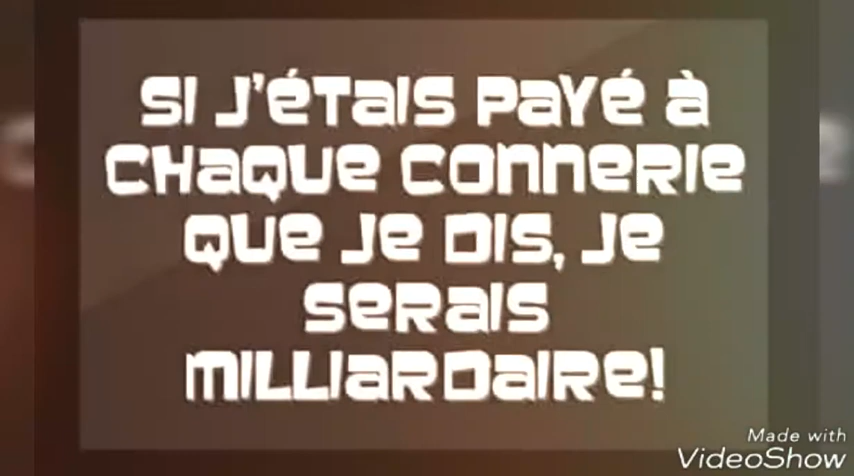 SI J'ÉTAIS PAYÉ À
CHAQUE CONNERIE
QUE JE DIS, JE
SERAIS
MILLIARDAIRE!
Made with
VideoShow